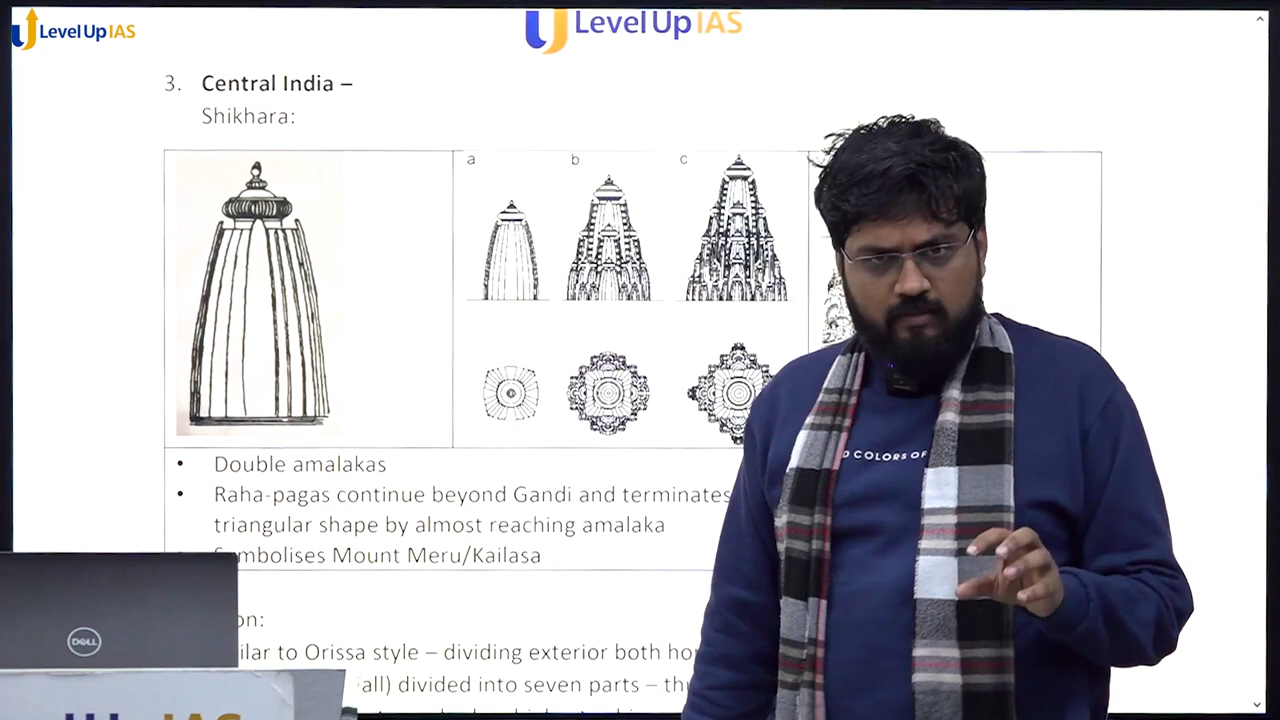 Level Up IAS
Level Up IAS
3. Central India –
Shikhara:
a b c
• Double amalakas
• Raha-pagas continue beyond Gandi and terminates
triangular shape by almost reaching amalaka
Symbolises Mount Meru/Kailasa
on:
ilar to Orissa style – dividing exterior both
all) divided into seven parts –
D COLORS OF
DELL
IAS